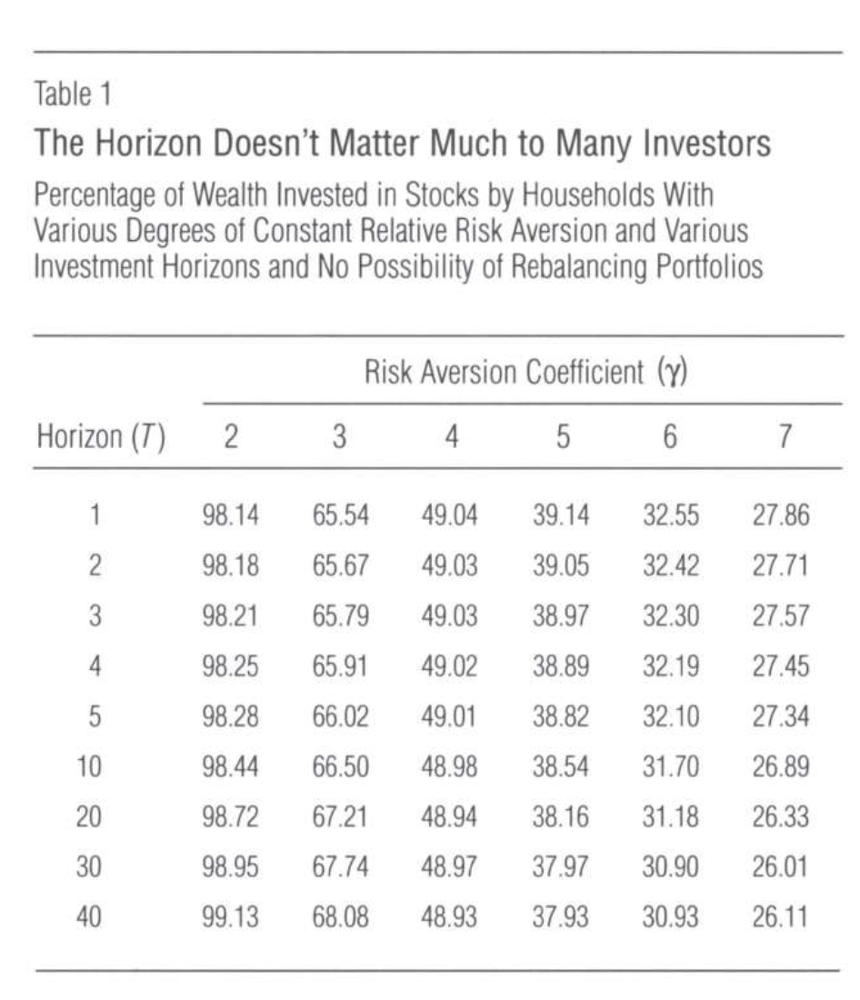 Table 1
The Horizon Doesn't Matter Much to Many Investors
Percentage of Wealth Invested in Stocks by Households With
Various Degrees of Constant Relative Risk Aversion and Various
Investment Horizons and No Possibility of Rebalancing Portfolios
Risk Aversion Coefficient (γ)
Horizon (T) 2 3 4 5 6 7
1 98.14 65.54 49.04 39.14 32.55 27.86
2 98.18 65.67 49.03 39.05 32.42 27.71
3 98.21 65.79 49.03 38.97 32.30 27.57
4 98.25 65.91 49.02 38.89 32.19 27.45
5 98.28 66.02 49.01 38.82 32.10 27.34
10 98.44 66.50 48.98 38.54 31.70 26.89
20 98.72 67.21 48.94 38.16 31.18 26.33
30 98.95 67.74 48.97 37.97 30.90 26.01
40 99.13 68.08 48.93 37.93 30.93 26.11